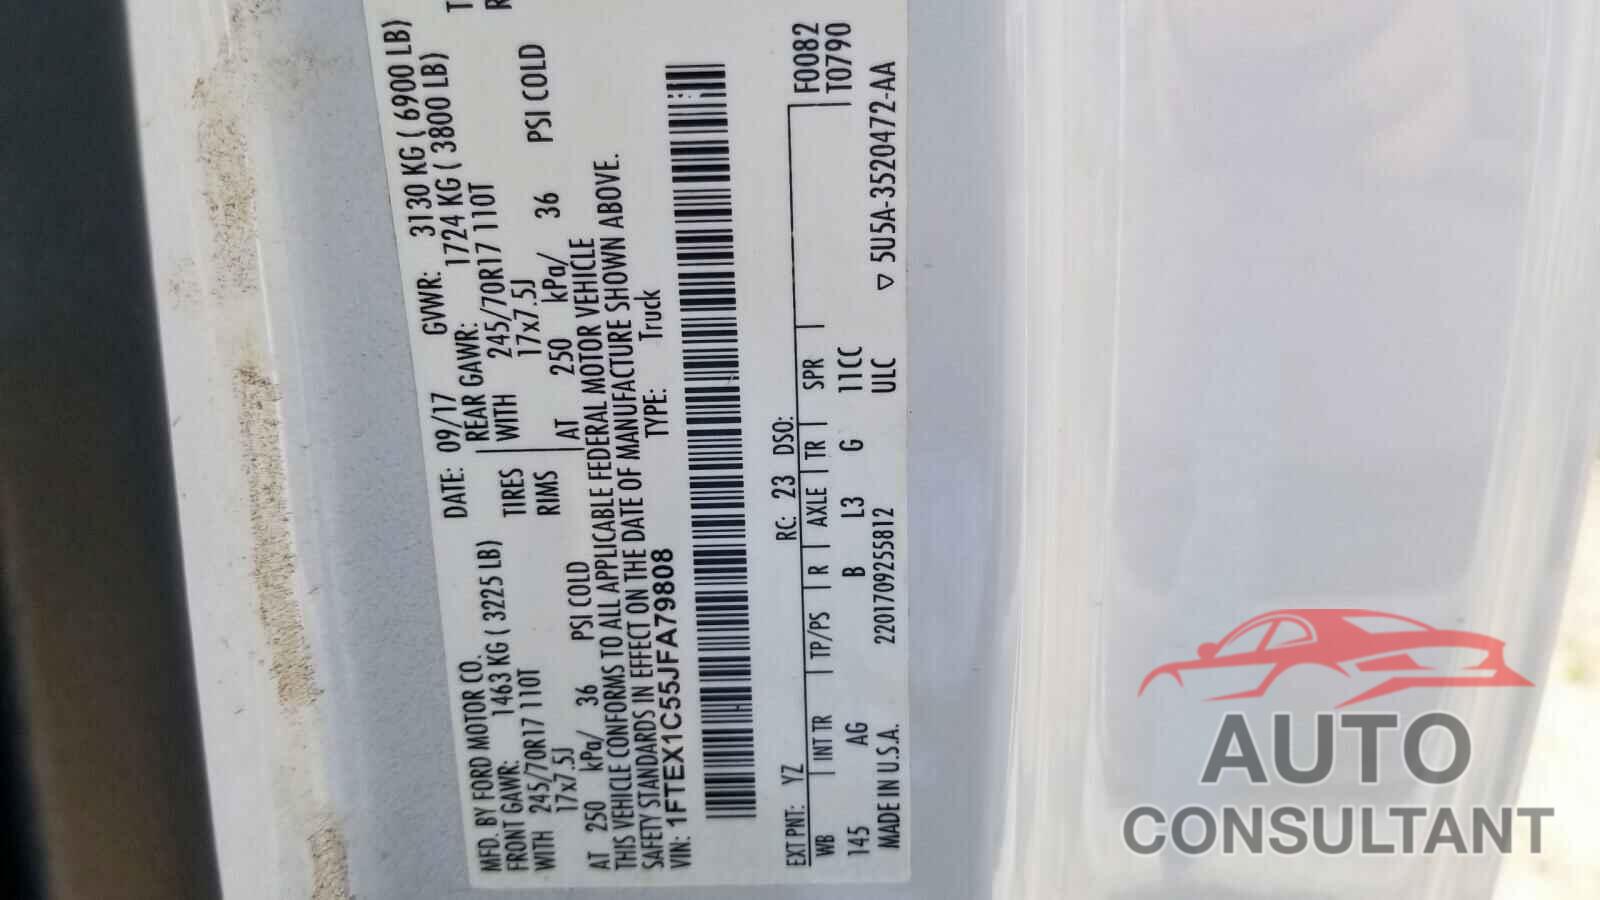 MFD. BY FORD MOTOR CO.
DATE: 09/17 GVWR: 3130 KG ( 6900 LB)
FRONT GAWR: 1463 KG ( 3225 LB)
REAR GAWR: 1724 KG ( 3800 LB)
WITH 245/70R17 110T TIRES WITH 245/70R17 110T
17x7.5J RIMS 17x7.5J
AT 250 kPa/ 36 PSI COLD AT 250 kPa/ 36 PSI COLD
THIS VEHICLE CONFORMS TO ALL APPLICABLE FEDERAL MOTOR VEHICLE
SAFETY STANDARDS IN EFFECT ON THE DATE OF MANUFACTURE SHOWN ABOVE.
VIN: 1FTEX1C55JFA79808 TYPE: Truck
EXT PNT: YZ RC: 23 DSO: F0082
WB INT TR TP/PS R AXLE TR SPR T0790
145 AG B L3 G 11CC
MADE IN U.S.A. 220170925812 ULC ▽ 5U5A-3520472-AA
AUTO
CONSULTANT